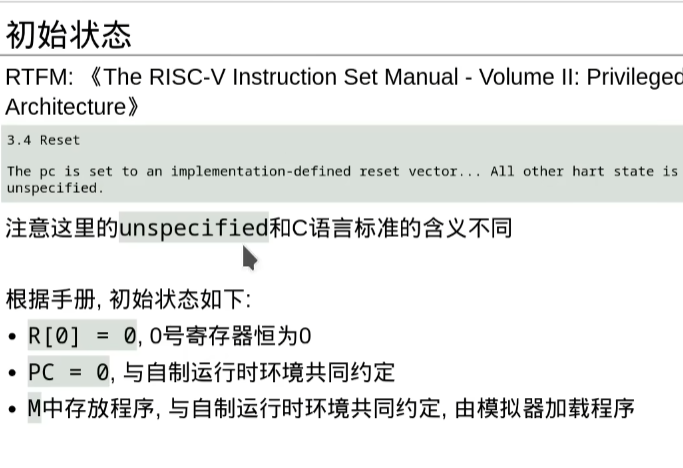 初始状态
RTFM: 《The RISC-V Instruction Set Manual - Volume II: Privileged
Architecture》
3.4 Reset
The pc is set to an implementation-defined reset vector... All other hart state is
unspecified.
注意这里的unspecified和C语言标准的含义不同
根据手册, 初始状态如下:
• R[0] = 0, 0号寄存器恒为0
• PC = 0, 与自制运行时环境共同约定
• M中存放程序, 与自制运行时环境共同约定, 由模拟器加载程序